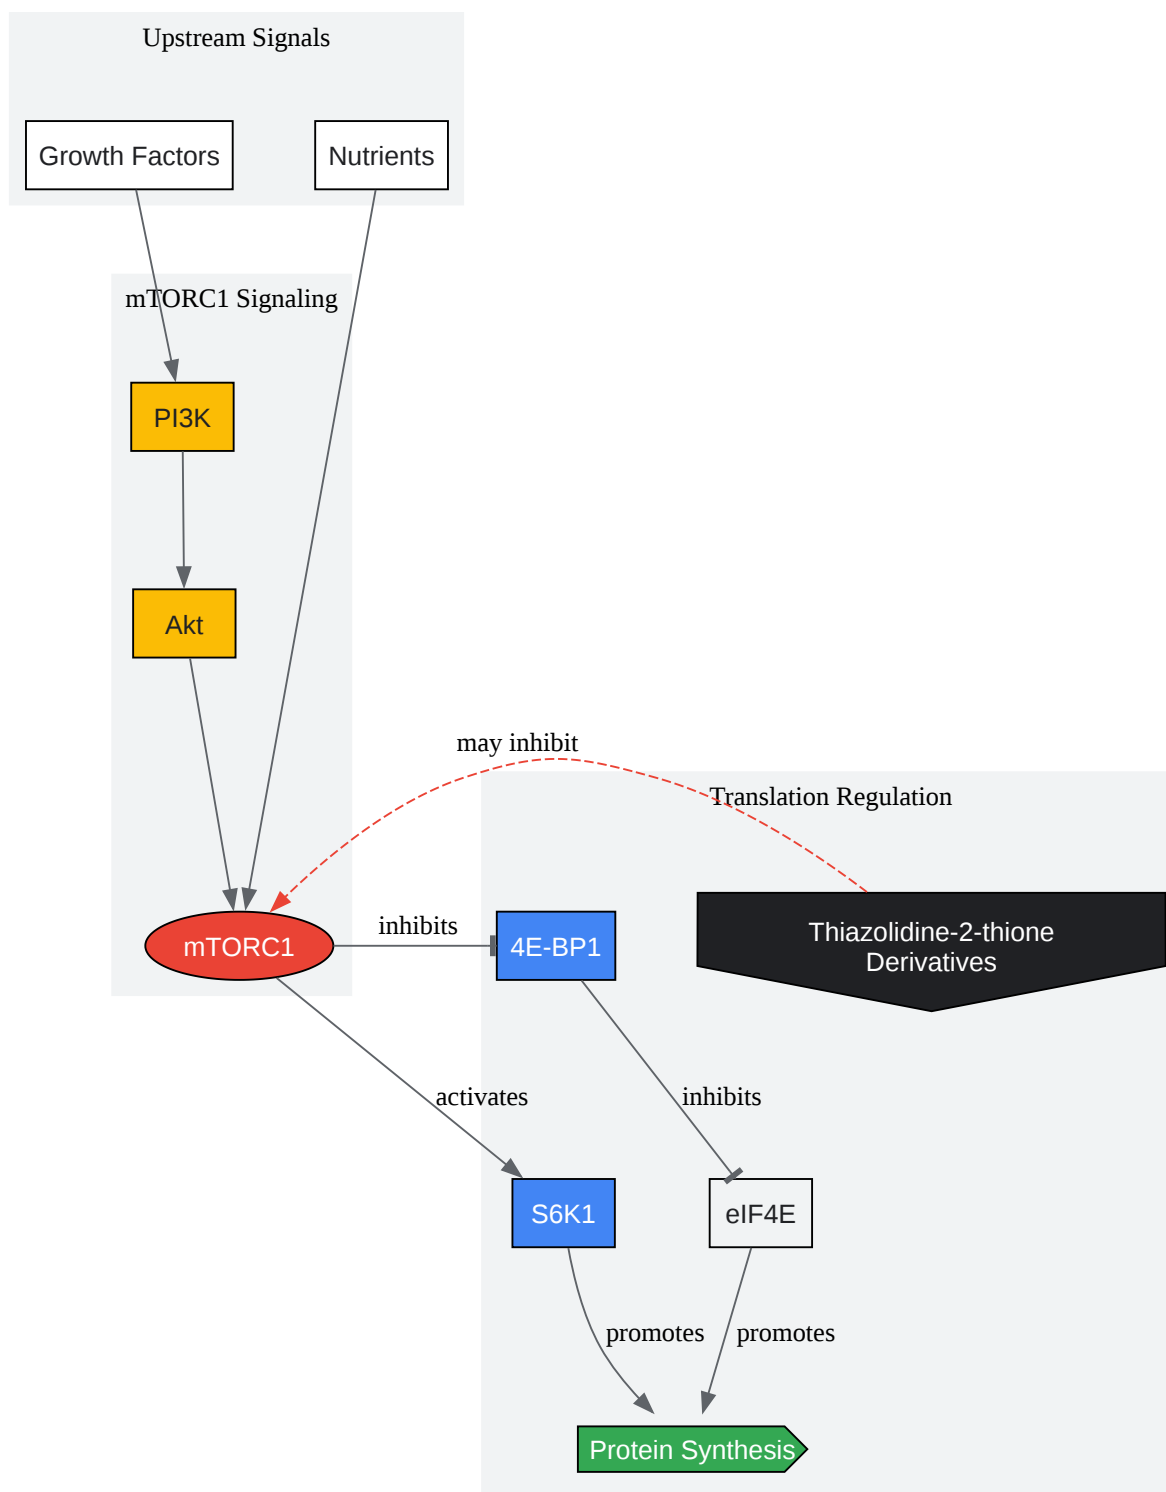 Upstream Signals
Growth Factors
Nutrients
mTORC1 Signaling
PI3K
Akt
may inhibit
Translation Regulation
mTORC1
inhibits
4E-BP1
Thiazolidine-2-thione
Derivatives
activates
inhibits
S6K1
eIF4E
promotes
promotes
Protein Synthesis